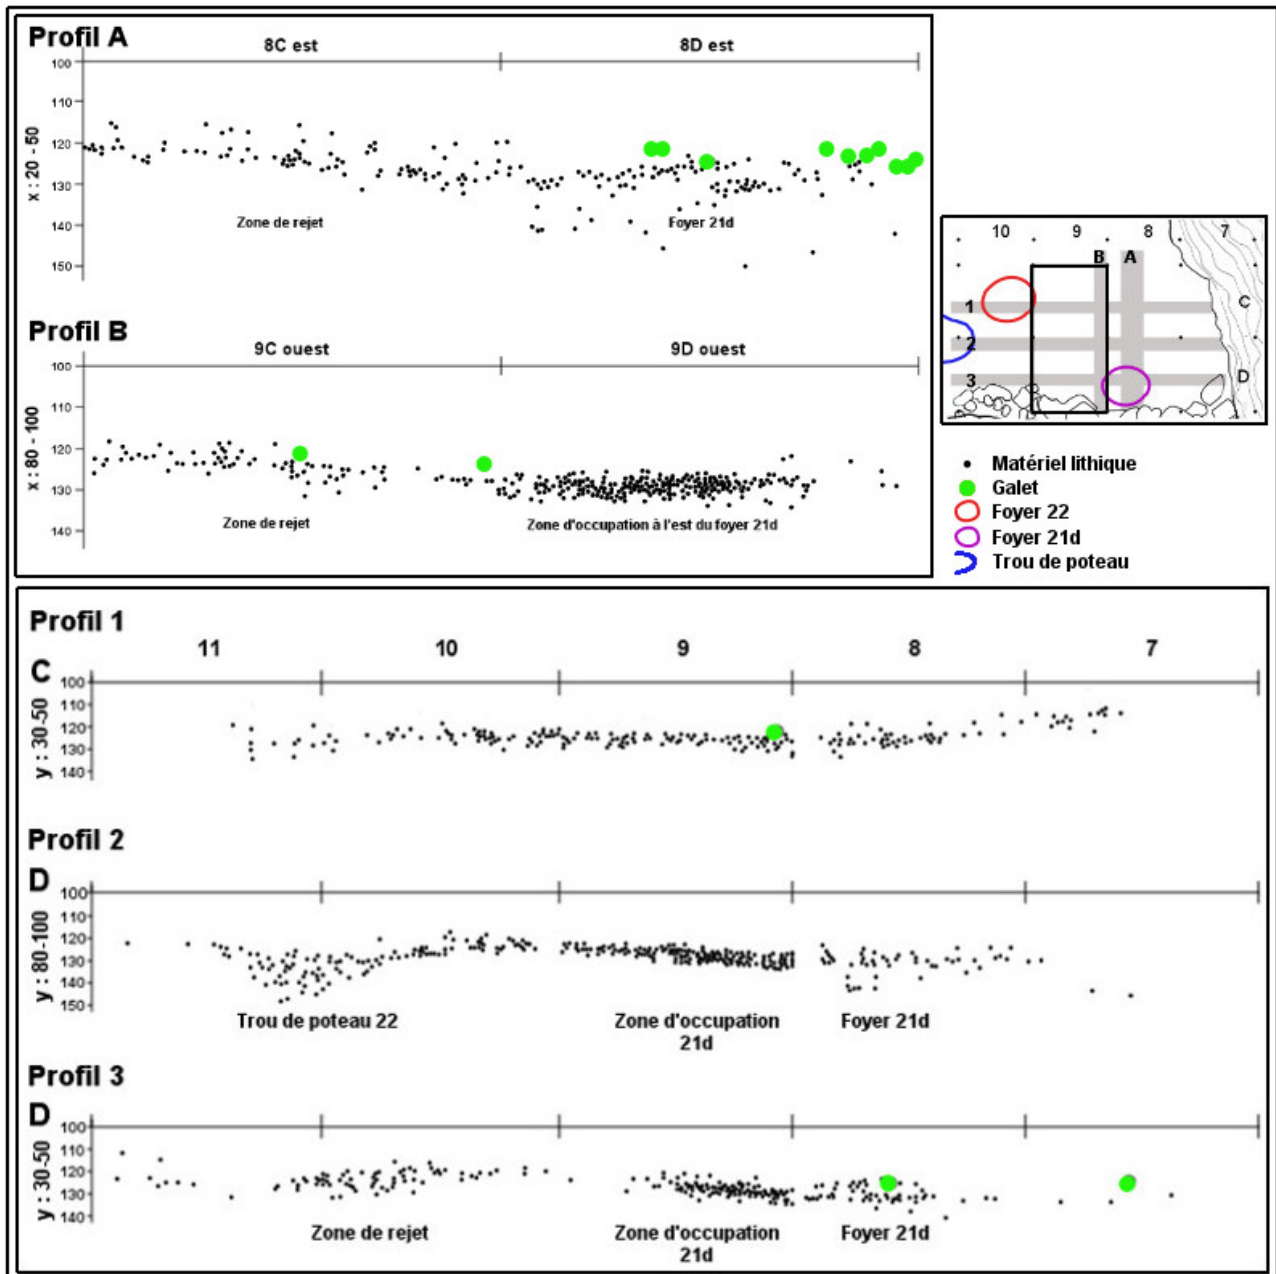 Profil A
8C est 8D est
100
110
120
130
140
150
x : 20 - 50
Zone de rejet Foyer 21d
Profil B
9C ouest 9D ouest
100
110
120
130
140
x : 80 - 100
Zone de rejet Zone d'occupation à l'est du foyer 21d
10 9 8 7
B A
1 C
2
3 D
Matériel lithique
Galet
Foyer 22
Foyer 21d
Trou de poteau
Profil 1
11 10 9 8 7
C
100
110
120
130
140
y : 30-50
Profil 2
D
100
110
120
130
140
150
y : 80-100
Trou de poteau 22 Zone d'occupation Foyer 21d
21d
Profil 3
D
100
110
120
130
140
y : 30-50
Zone de rejet Zone d'occupation Foyer 21d
21d